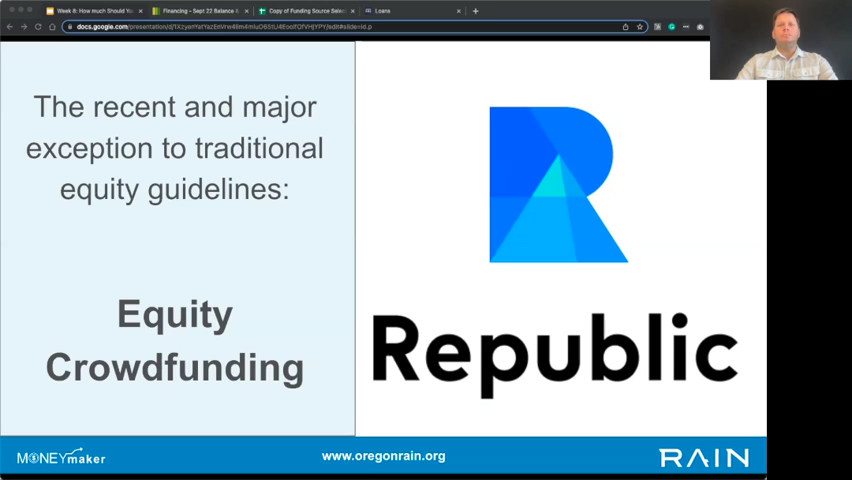 Week 8: How much Should Yo
Financing - Sept 22 Balance &
Copy of Funding Source Selec
Loans
The recent and major
exception to traditional
equity guidelines:
Equity
Crowdfunding
Republic
MONEYmaker
www.oregonrain.org
RAIN